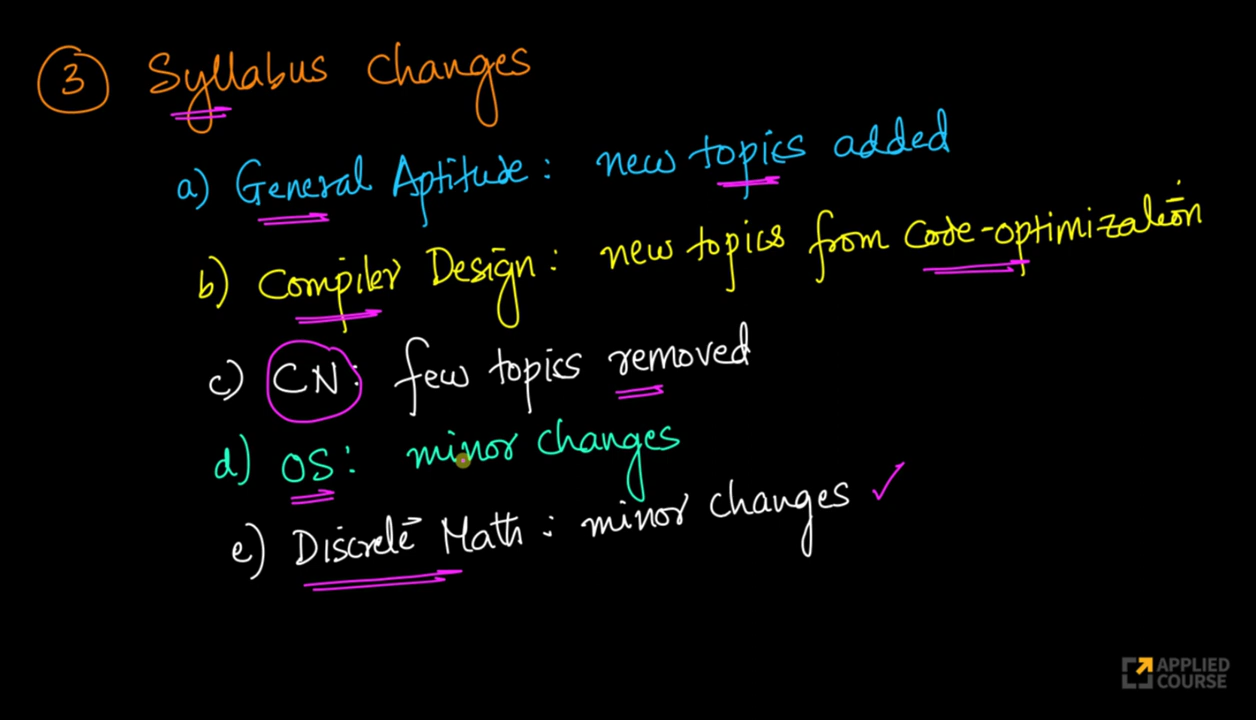 3 Syllabus changes
a) General Aptitude: new topics added
b) Compiler Design: new topics from code-optimization
c) CN: few topics removed
d) OS: minor changes
e) Discrete Math: minor changes ✓
APPLIED
COURSE